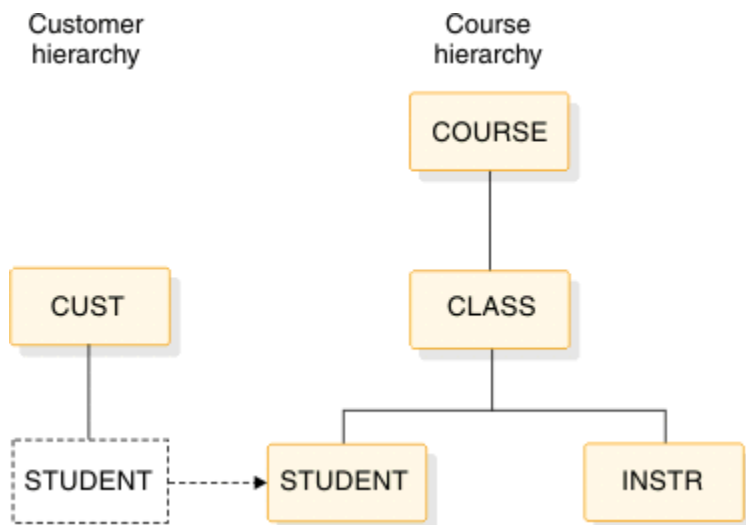 Customer
hierarchy
Course
hierarchy
COURSE
CUST
CLASS
STUDENT
STUDENT
INSTR